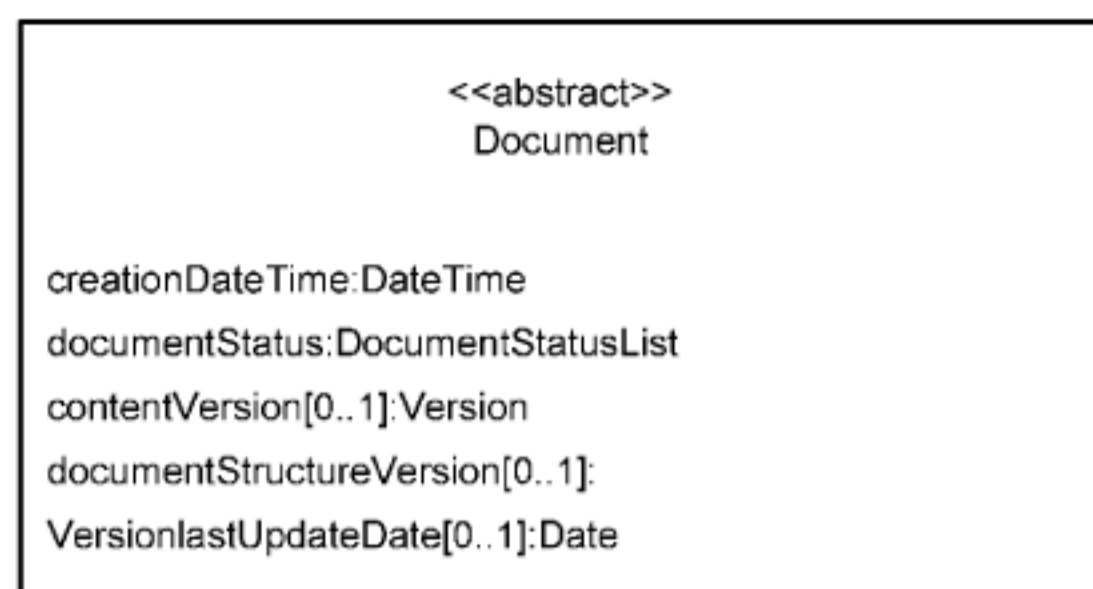 <<abstract>>
Document
creationDateTime:DateTime
documentStatus:DocumentStatusList
contentVersion[0..1]:Version
documentStructureVersion[0..1]:
VersionlastUpdateDate[0..1]:Date